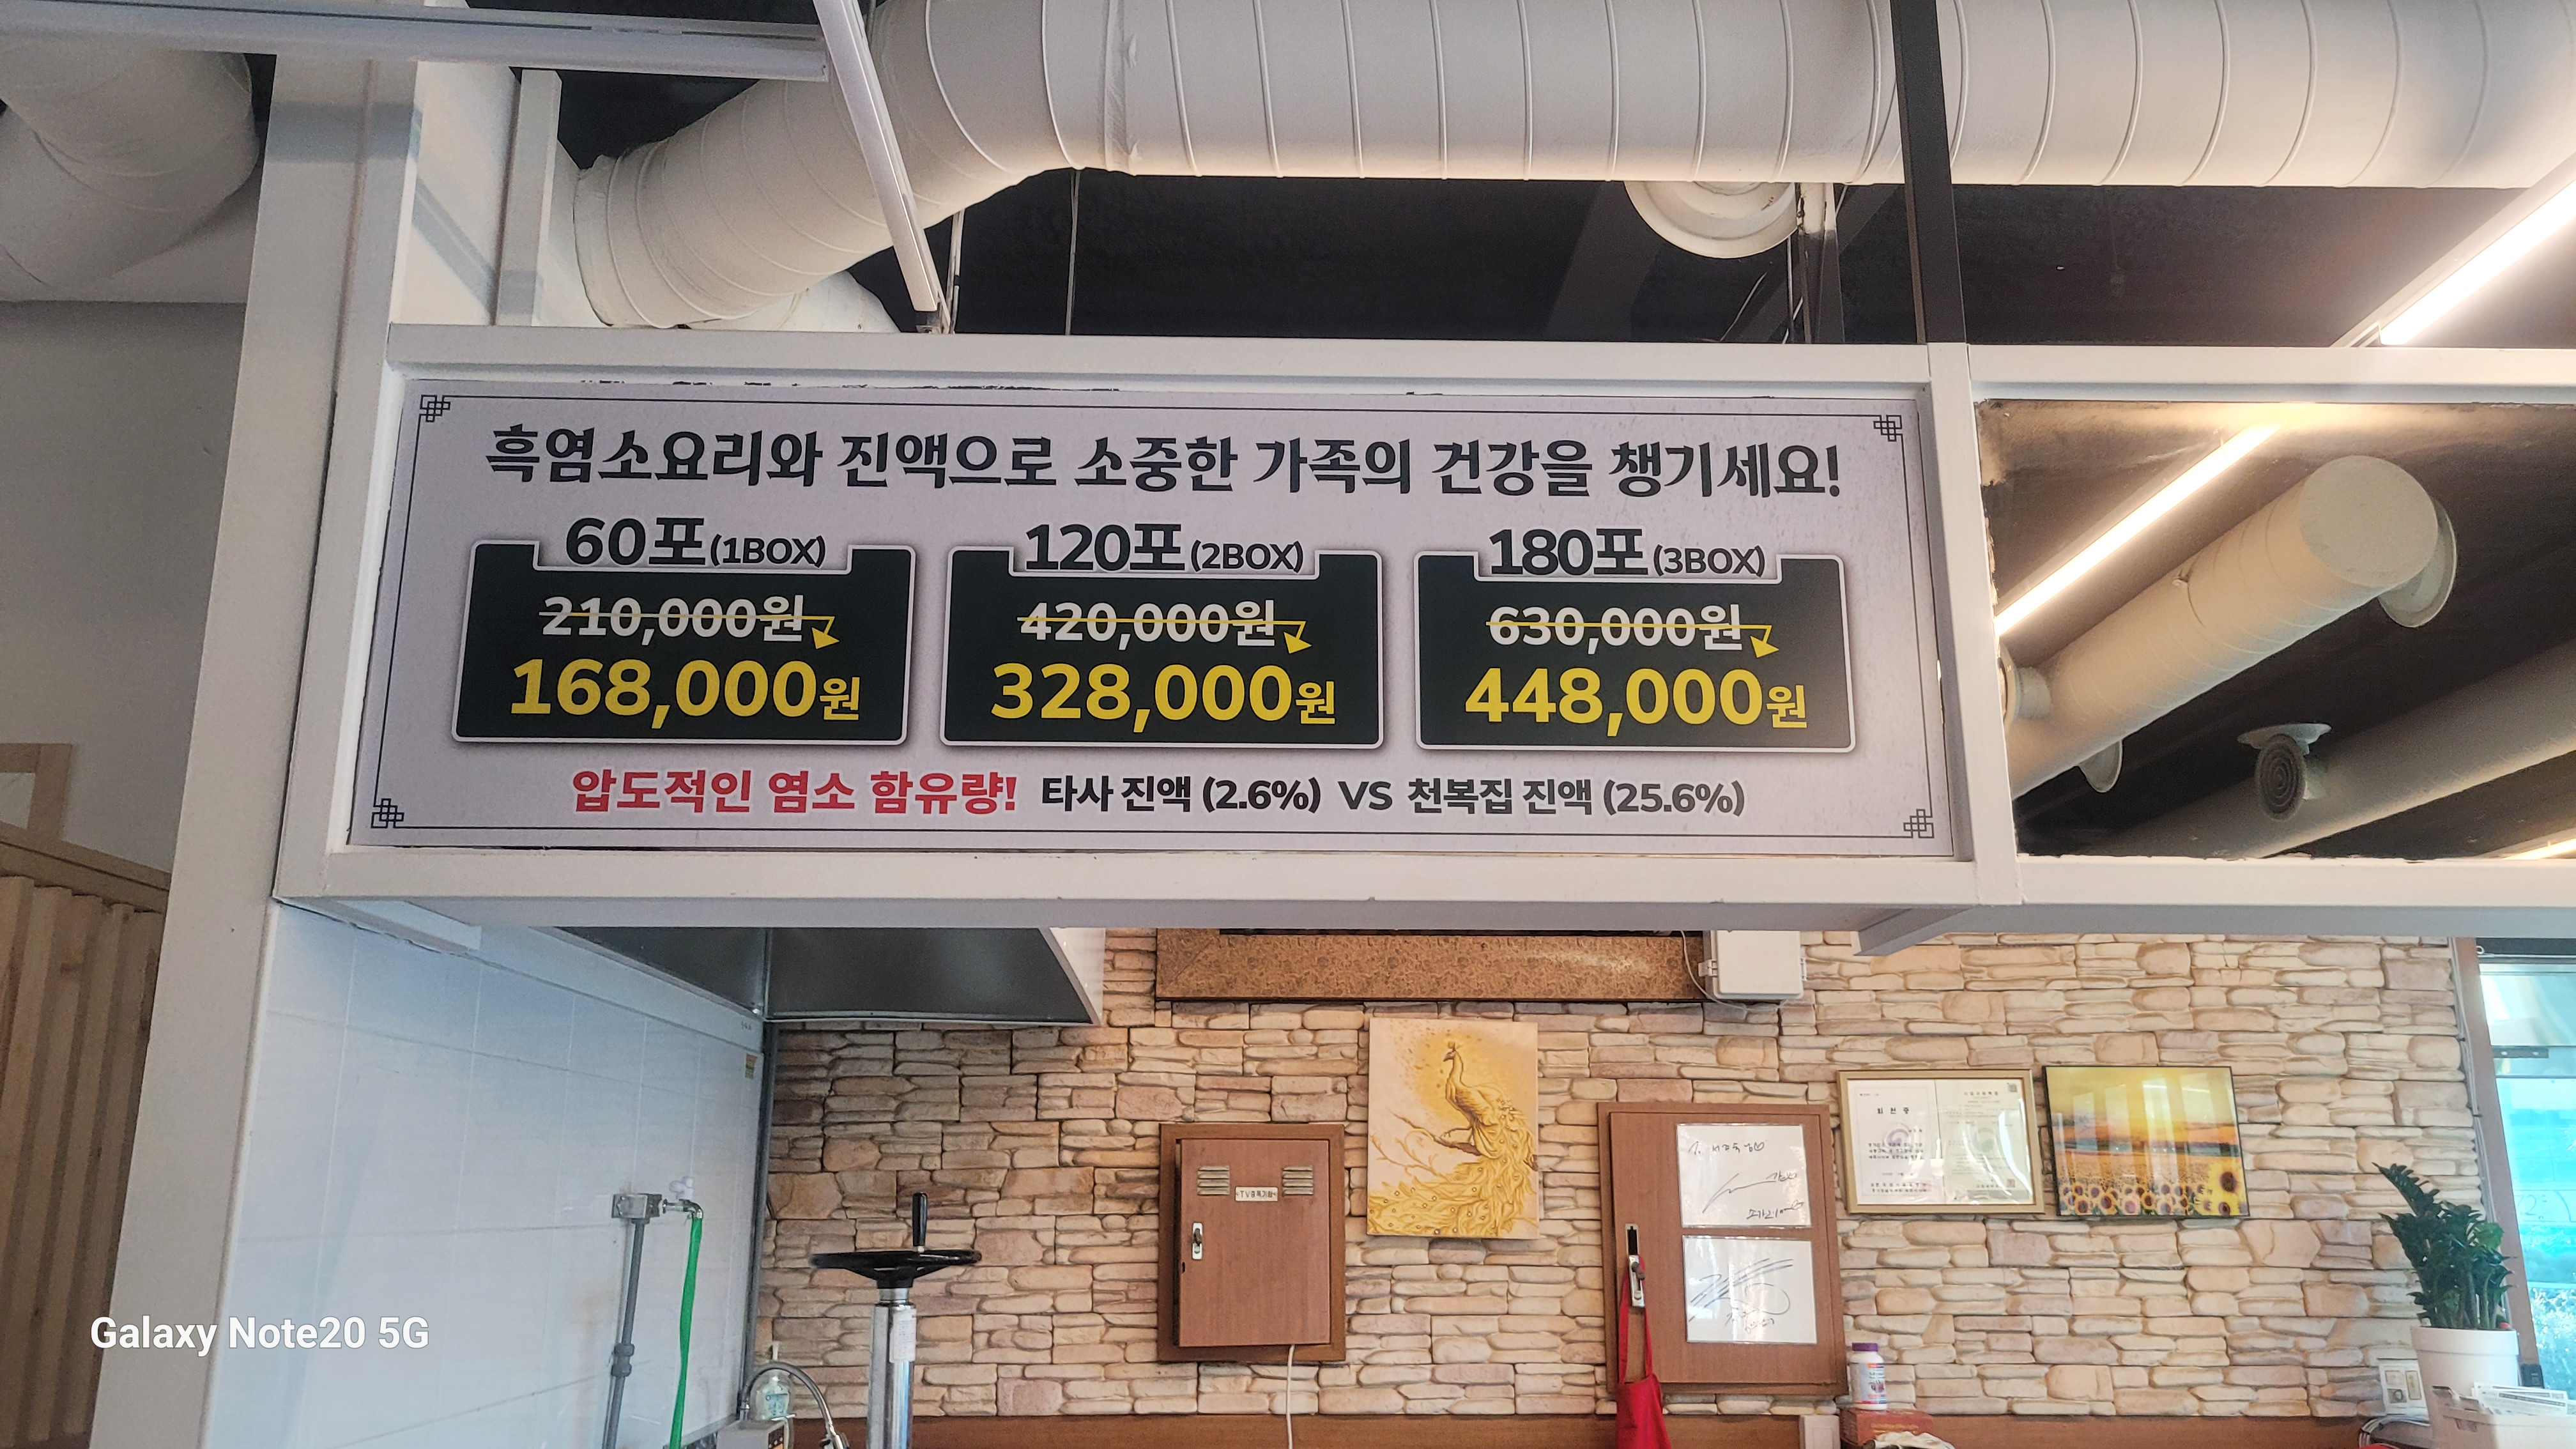 흑염소요리와 진액으로 소중한 가족의 건강을 챙기세요!
60포(1BOX)
210,000원
168,000원
120포(2BOX)
420,000원
328,000원
180포(3BOX)
630,000원
448,000원
압도적인 염소 함유량! 타사 진액 (2.6%) VS 천복집 진액 (25.6%)
Galaxy Note20 5G